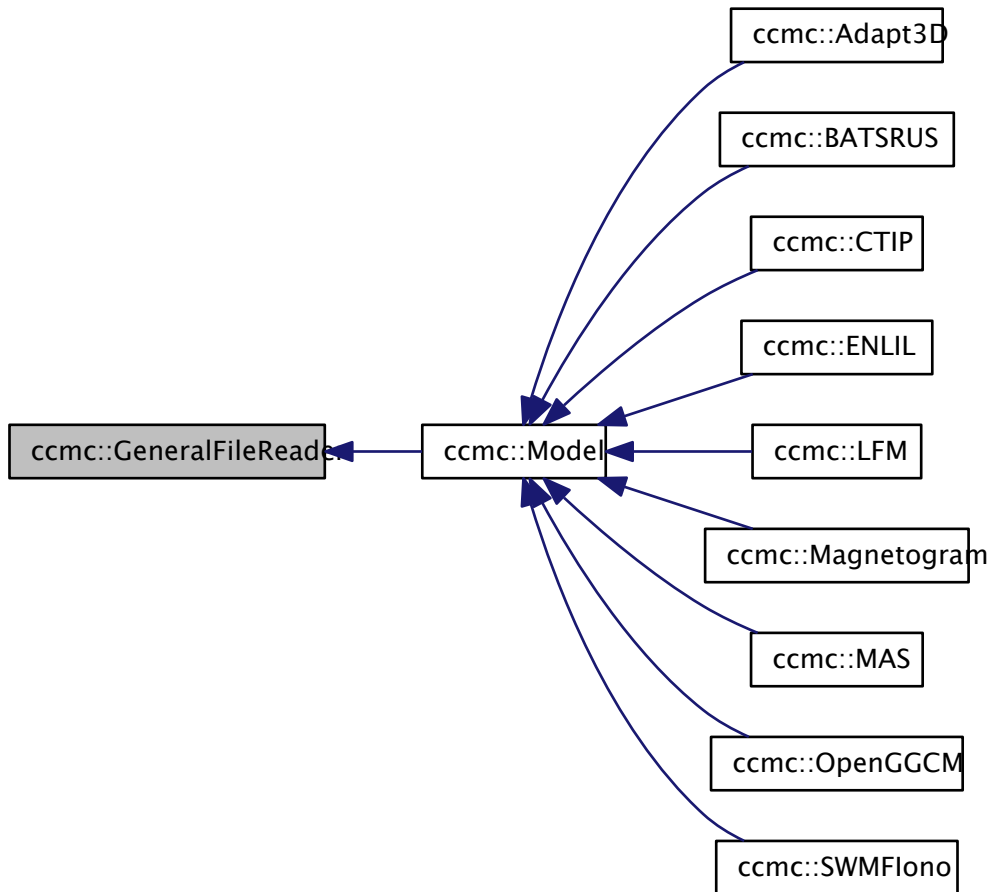 ccmc::Adapt3D
ccmc::BATSRUS
ccmc::CTIP
ccmc::ENLIL
ccmc::GeneralFileReader
ccmc::Model
ccmc::LFM
ccmc::Magnetogram
ccmc::MAS
ccmc::OpenGGCM
ccmc::SWMFIono